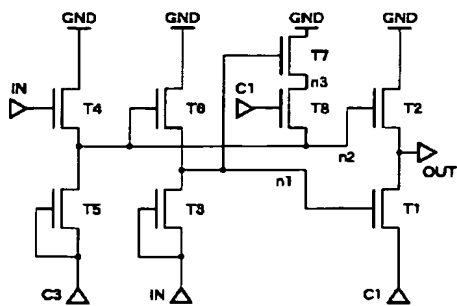 GND GND GND GND
T7
IN C1 n3
T4 T6 T8 T2
n2
OUT
n1
T5 T3 T1
C3 IN C1